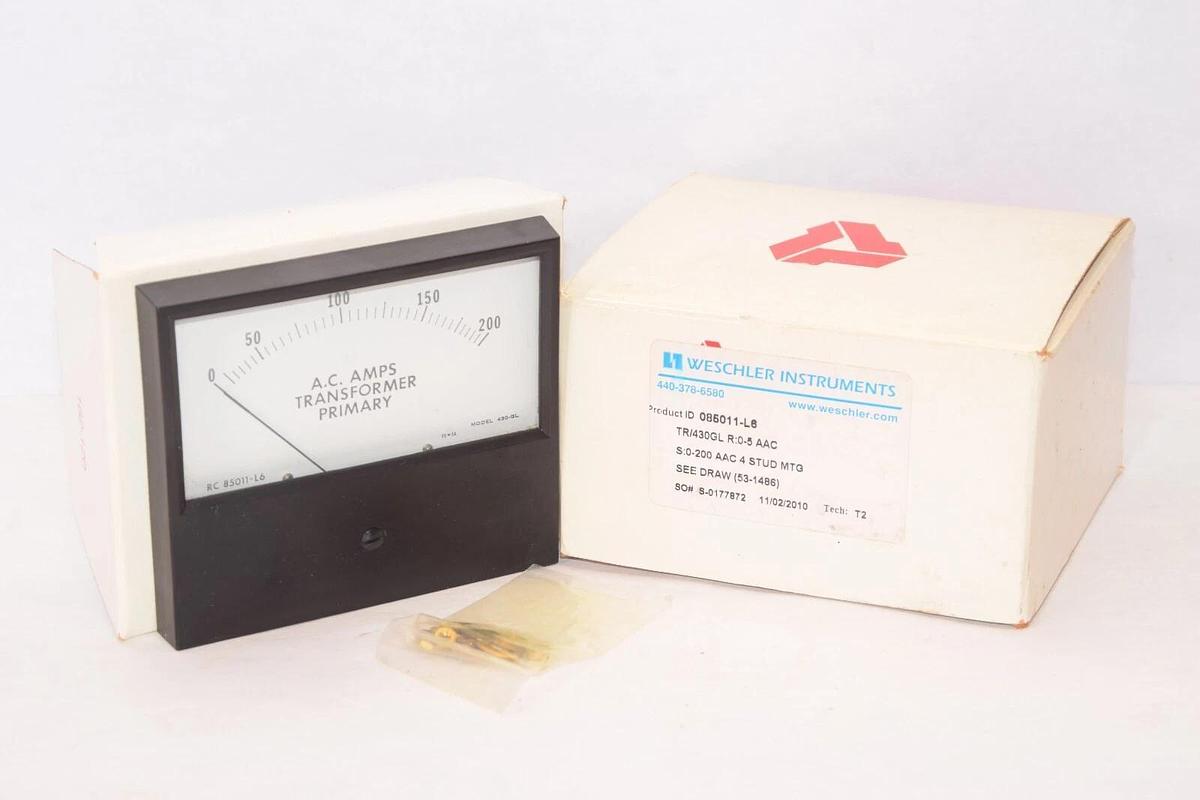 0
50
100
150
200
A.C. AMPS
TRANSFORMER
PRIMARY
MODEL 430-GL
RC 85011-L6
WESCHLER INSTRUMENTS
440-378-6580
www.weschler.com
Product ID 085011-L6
TR/430GL R:0-5 AAC
S:0-200 AAC 4 STUD MTG
SEE DRAW (53-1486)
SO# S-0177872 11/02/2010 Tech: T2